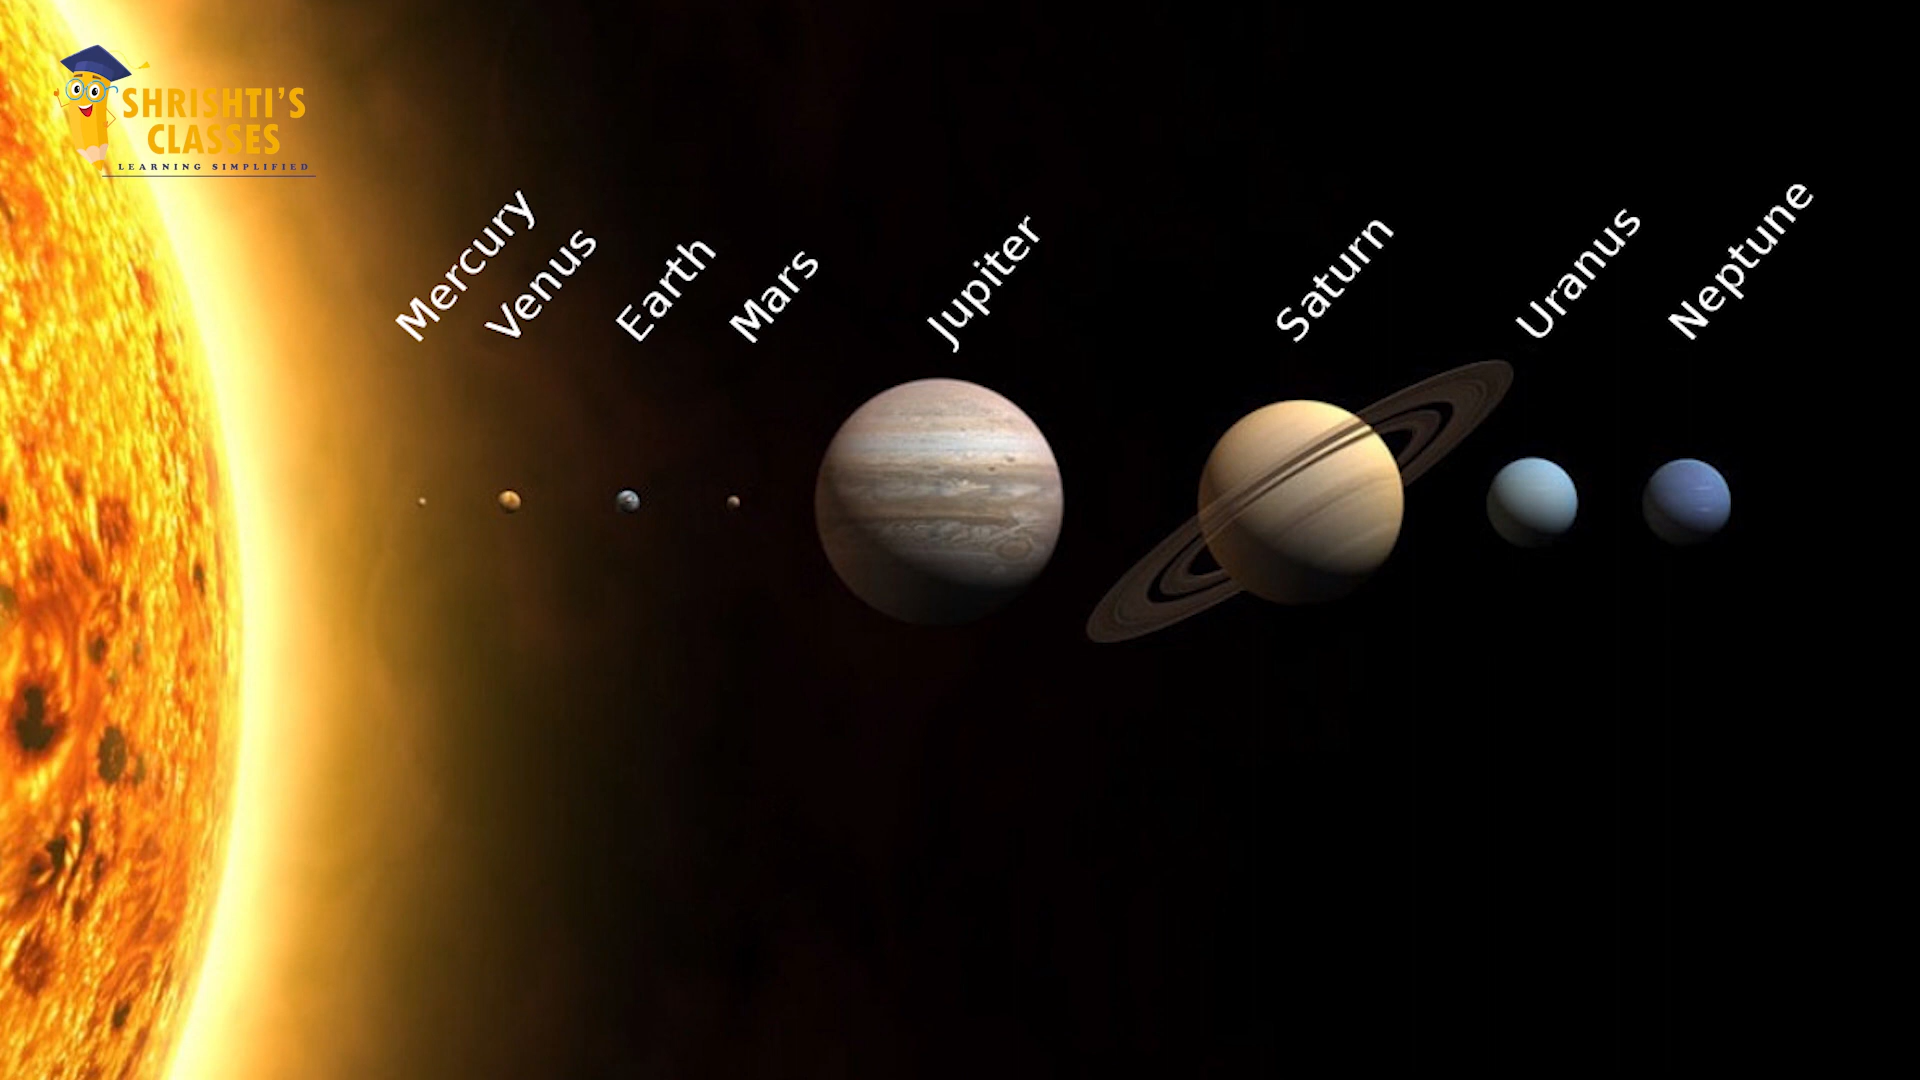 SHRISHTI'S
CLASSES
LEARNING SIMPLIFIED
Mercury
Venus
Earth
Mars
Jupiter
Saturn
Uranus
Neptune